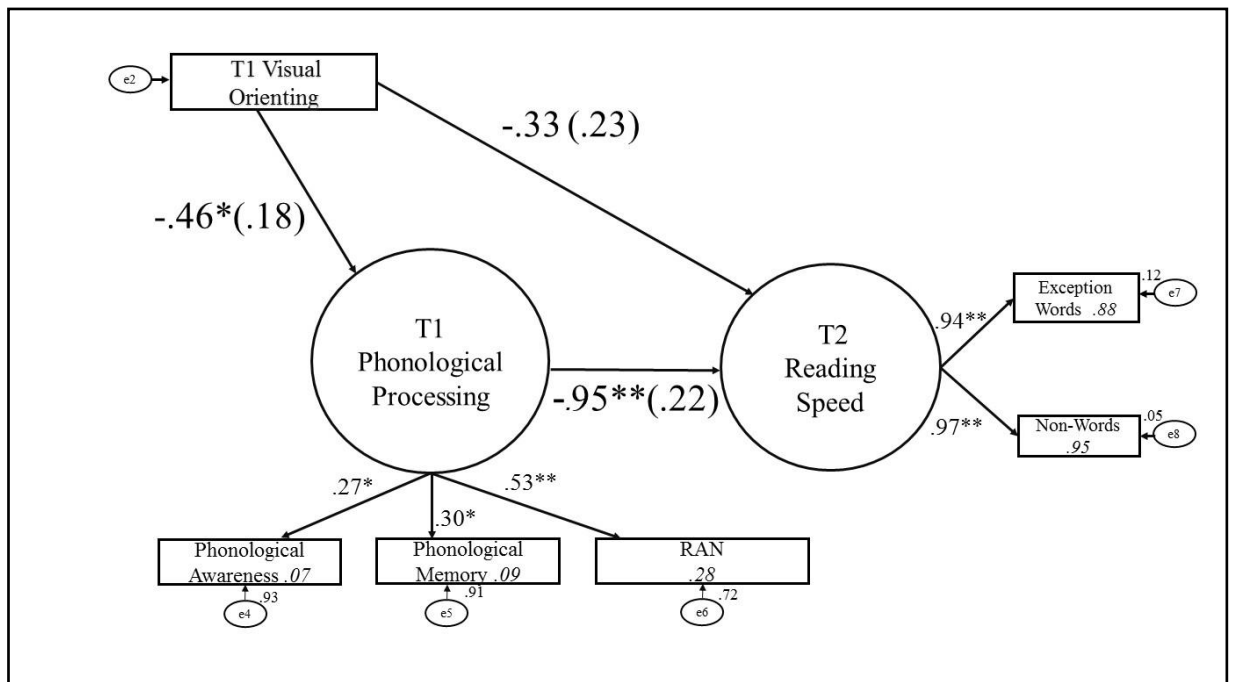 e2
T1 Visual
Orienting
-.33 (.23)
-.46*(.18)
T1
Phonological
Processing
-.95**(.22)
T2
Reading
Speed
.94**
.12
Exception
Words .88
e7
.97**
.05
Non-Words
.95
e8
.27*
.30*
.53**
Phonological
Awareness .07
Phonological
Memory .09
RAN
.28
.93
e4
.91
e5
.72
e6